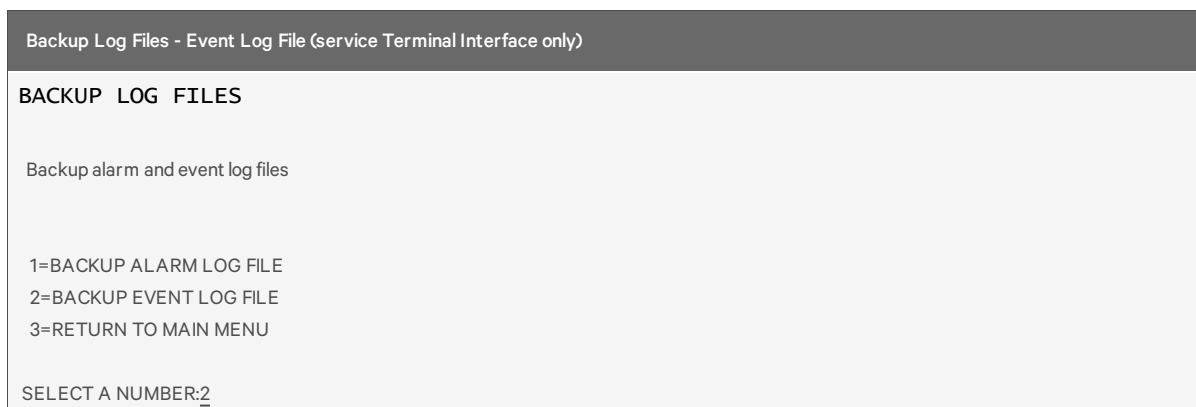 Backup Log Files - Event Log File (service Terminal Interface only)
BACKUP LOG FILES
Backup alarm and event log files
1=BACKUP ALARM LOG FILE
2=BACKUP EVENT LOG FILE
3=RETURN TO MAIN MENU
SELECT A NUMBER:2